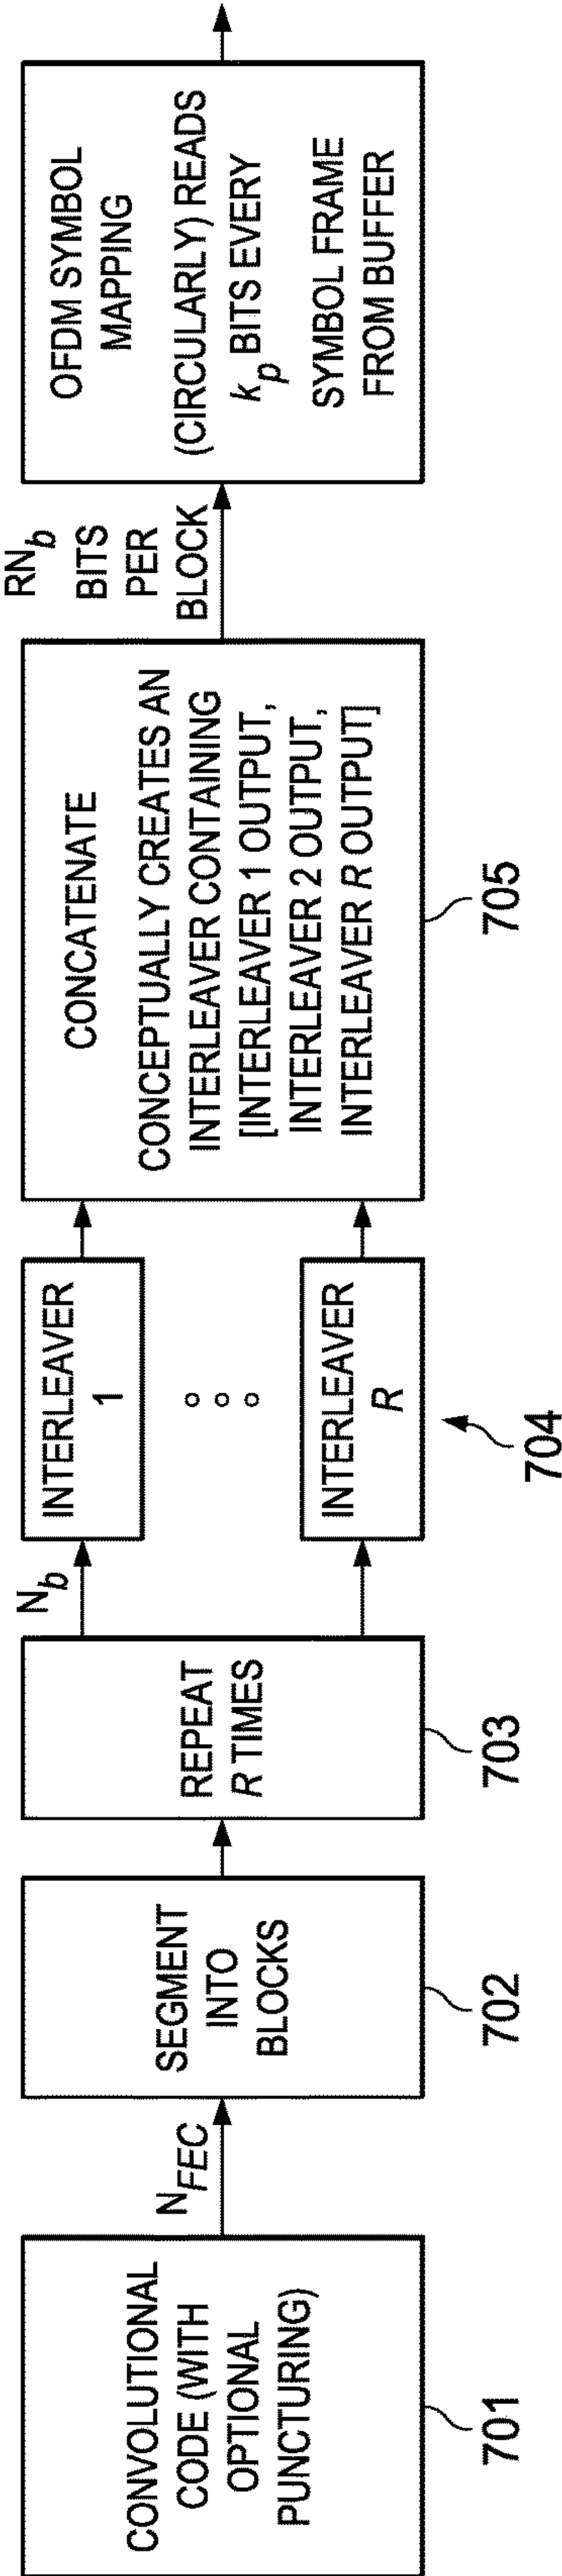 CONVOLUTIONAL
CODE (WITH
OPTIONAL
PUNCTURING)
701
N_FEC
SEGMENT
INTO
BLOCKS
702
REPEAT
R TIMES
703
N_b
INTERLEAVER
1
INTERLEAVER
R
704
CONCATENATE
CONCEPTUALLY CREATES AN
INTERLEAVER CONTAINING
[INTERLEAVER 1 OUTPUT,
INTERLEAVER 2 OUTPUT,
INTERLEAVER R OUTPUT]
705
RN_b
BITS
PER
BLOCK
OFDM SYMBOL
MAPPING
(CIRCULARLY) READS
k_p BITS EVERY
SYMBOL FRAME
FROM BUFFER